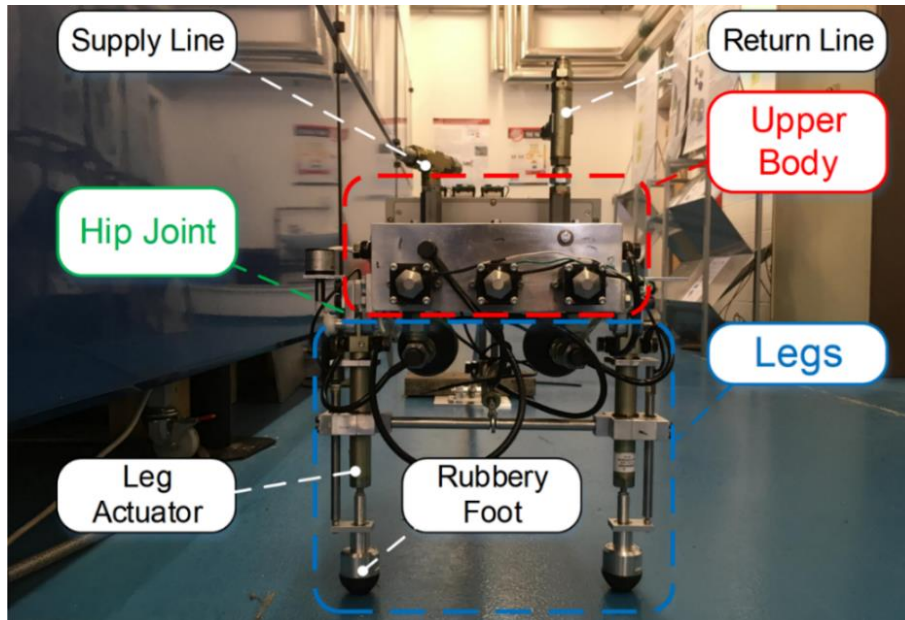 Supply Line
Return Line
Upper
Body
Hip Joint
Legs
Leg
Actuator
Rubbery
Foot